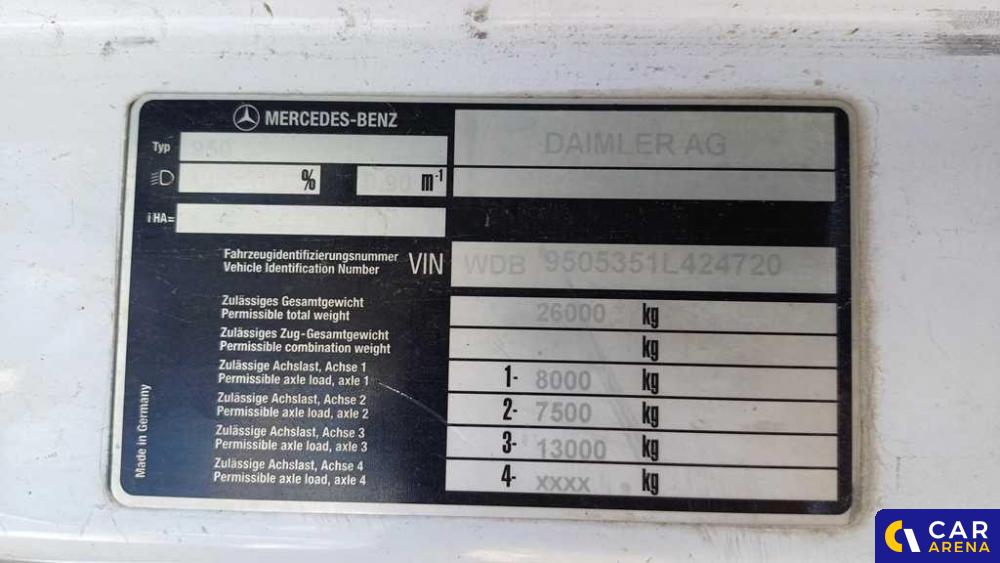 MERCEDES-BENZ
DAIMLER AG
Typ 950
% 0.90 m-1
i HA=
Fahrzeugidentifizierungsnummer
Vehicle Identification Number
VIN WDB 9505351L424720
Zulässiges Gesamtgewicht
Permissible total weight
26000 kg
Zulässiges Zug-Gesamtgewicht
Permissible combination weight
kg
Zulässige Achslast, Achse 1
Permissible axle load, axle 1
1- 8000 kg
Zulässige Achslast, Achse 2
Permissible axle load, axle 2
2- 7500 kg
Zulässige Achslast, Achse 3
Permissible axle load, axle 3
3- 13000 kg
Zulässige Achslast, Achse 4
Permissible axle load, axle 4
4- xxxx kg
Made in Germany
CAR
ARENA